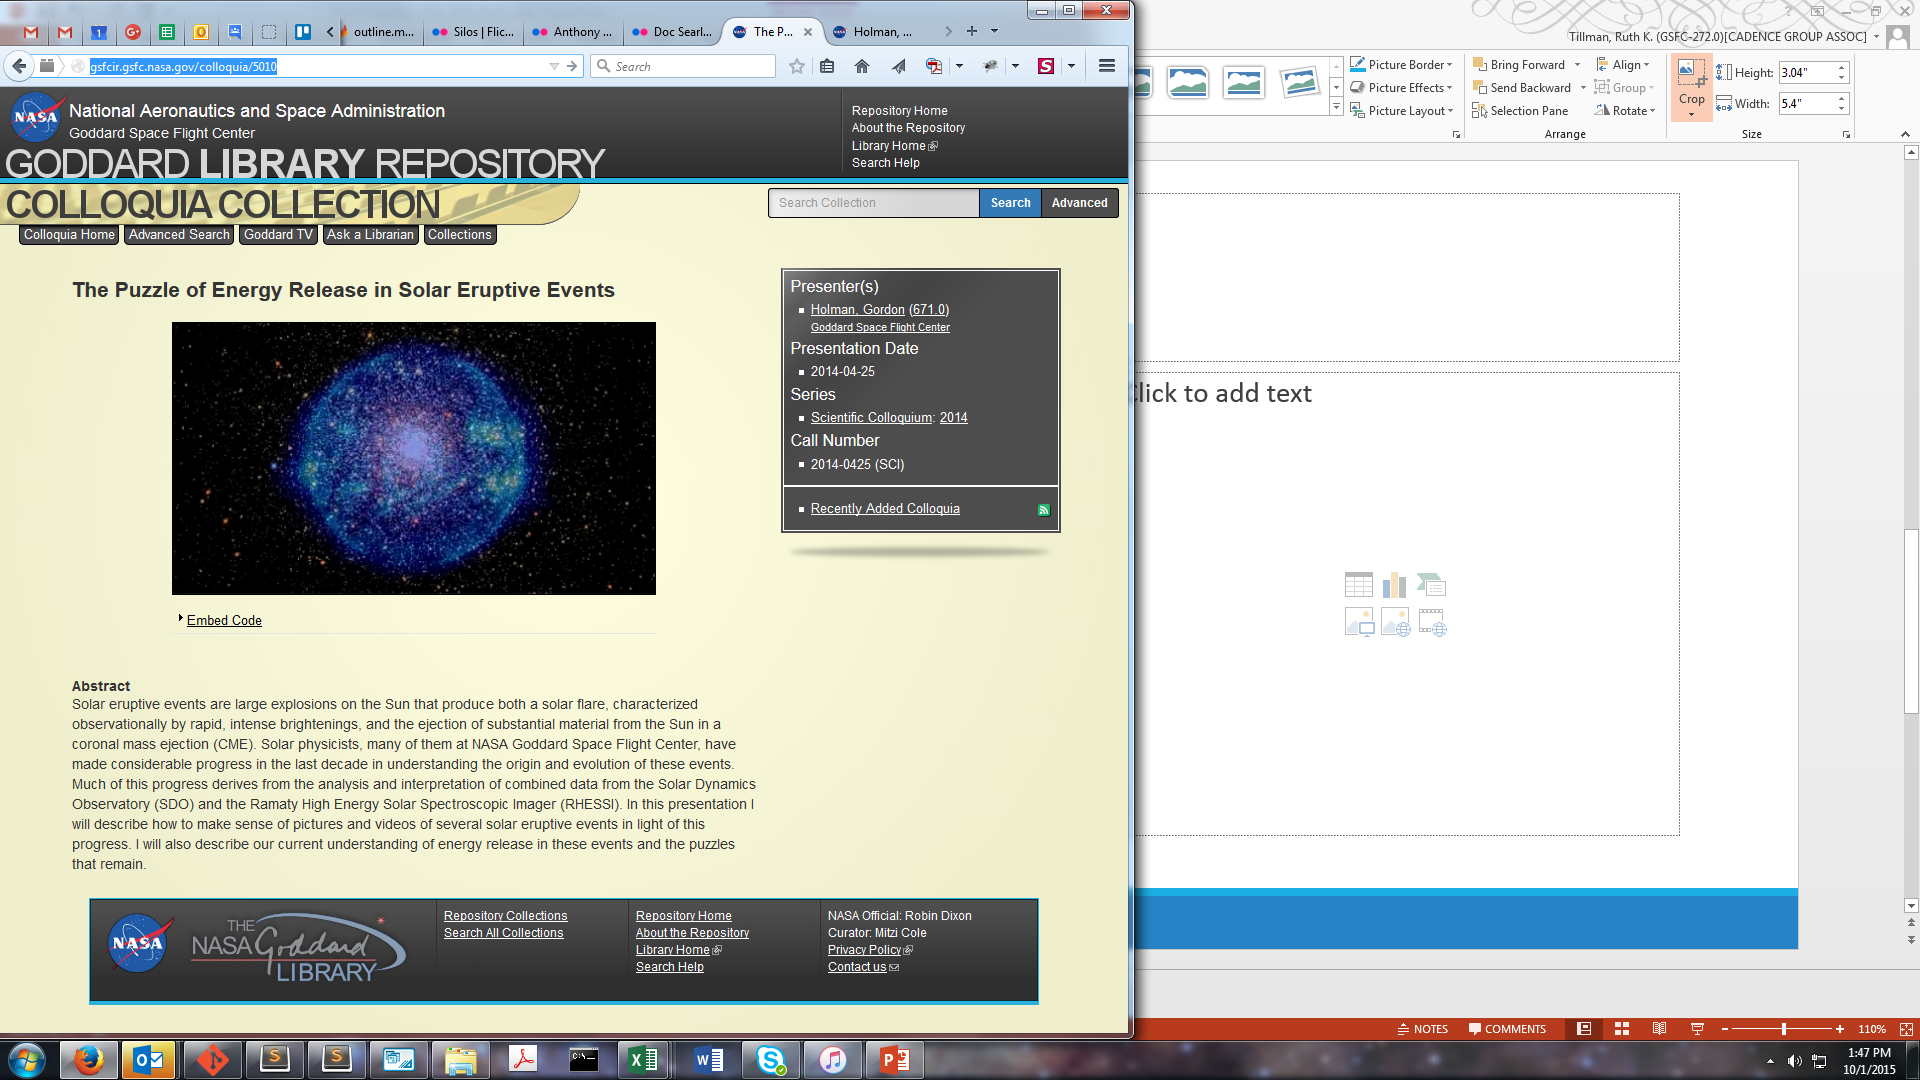 outline.m...
Silos | Flic...
Anthony ...
Doc Searl...
The P...
Holman, ...
gsfcir.gsfc.nasa.gov/colloquia/5010
Search
NASA
National Aeronautics and Space Administration
Goddard Space Flight Center
GODDARD LIBRARY REPOSITORY
Repository Home
About the Repository
Library Home
Search Help
COLLOQUIA COLLECTION
Search Collection
Search
Advanced
Colloquia Home
Advanced Search
Goddard TV
Ask a Librarian
Collections
The Puzzle of Energy Release in Solar Eruptive Events
Embed Code
Presenter(s)
Holman, Gordon (671.0)
Goddard Space Flight Center
Presentation Date
2014-04-25
Series
Scientific Colloquium: 2014
Call Number
2014-0425 (SCI)
Recently Added Colloquia
Abstract
Solar eruptive events are large explosions on the Sun that produce both a solar flare, characterized
observationally by rapid, intense brightenings, and the ejection of substantial material from the Sun in a
coronal mass ejection (CME). Solar physicists, many of them at NASA Goddard Space Flight Center, have
made considerable progress in the last decade in understanding the origin and evolution of these events.
Much of this progress derives from the analysis and interpretation of combined data from the Solar Dynamics
Observatory (SDO) and the Ramaty High Energy Solar Spectroscopic Imager (RHESSI). In this presentation I
will describe how to make sense of pictures and videos of several solar eruptive events in light of this
progress. I will also describe our current understanding of energy release in these events and the puzzles
that remain.
NASA
THE
NASA Goddard
LIBRARY
Repository Collections
Search All Collections
Repository Home
About the Repository
Library Home
Search Help
NASA Official: Robin Dixon
Curator: Mitzi Cole
Privacy Policy
Contact us
Tillman, Ruth K. (GSFC-272.0)[CADENCE GROUP ASSOC]
Picture Border
Picture Effects
Picture Layout
Bring Forward
Send Backward
Selection Pane
Align
Group
Rotate
Arrange
Crop
Height: 3.04"
Width: 5.4"
Size
Click to add text
NOTES
COMMENTS
110%
1:47 PM
10/1/2015